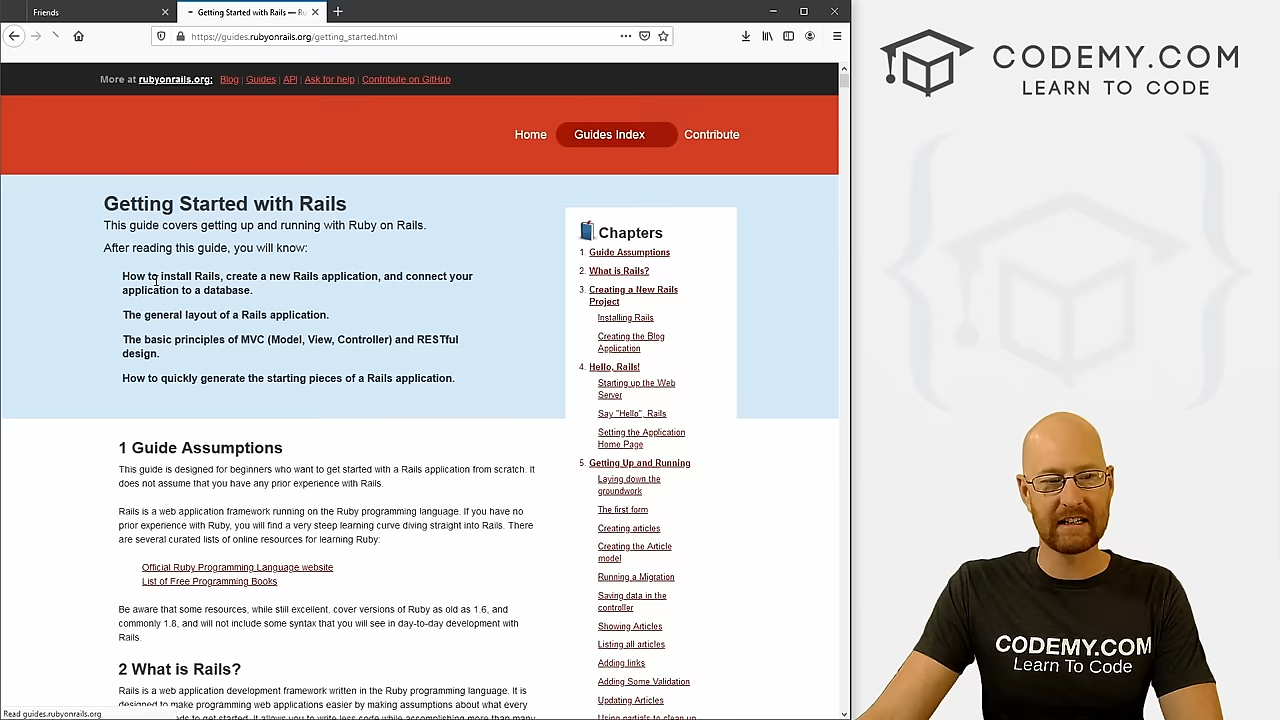 Friends
Getting Started with Rails — R
https://guides.rubyonrails.org/getting_started.html
More at rubyonrails.org: Blog | Guides | API | Ask for help | Contribute on GitHub
Home
Guides Index
Contribute
Getting Started with Rails
This guide covers getting up and running with Ruby on Rails.
After reading this guide, you will know:
How to install Rails, create a new Rails application, and connect your
application to a database.
The general layout of a Rails application.
The basic principles of MVC (Model, View, Controller) and RESTful
design.
How to quickly generate the starting pieces of a Rails application.
Chapters
1. Guide Assumptions
2. What is Rails?
3. Creating a New Rails
Project
Installing Rails
Creating the Blog
Application
4. Hello, Rails!
Starting up the Web
Server
Say "Hello", Rails
Setting the Application
Home Page
5. Getting Up and Running
Laying down the
groundwork
The first form
Creating articles
Creating the Article
model
Running a Migration
Saving data in the
controller
Showing Articles
Listing all articles
Adding links
Adding Some Validation
Updating Articles
Using partials to clean up
1 Guide Assumptions
This guide is designed for beginners who want to get started with a Rails application from scratch. It
does not assume that you have any prior experience with Rails.
Rails is a web application framework running on the Ruby programming language. If you have no
prior experience with Ruby, you will find a very steep learning curve diving straight into Rails. There
are several curated lists of online resources for learning Ruby:
Official Ruby Programming Language website
List of Free Programming Books
Be aware that some resources, while still excellent, cover versions of Ruby as old as 1.6, and
commonly 1.8, and will not include some syntax that you will see in day-to-day development with
Rails.
2 What is Rails?
Rails is a web application development framework written in the Ruby programming language. It is
designed to make programming web applications easier by making assumptions about what every
needs to get started. It allows you to write less code while accomplishing more than many
Read guides.rubyonrails.org
CODEMY.COM
LEARN TO CODE
CODEMY.COM
Learn To Code